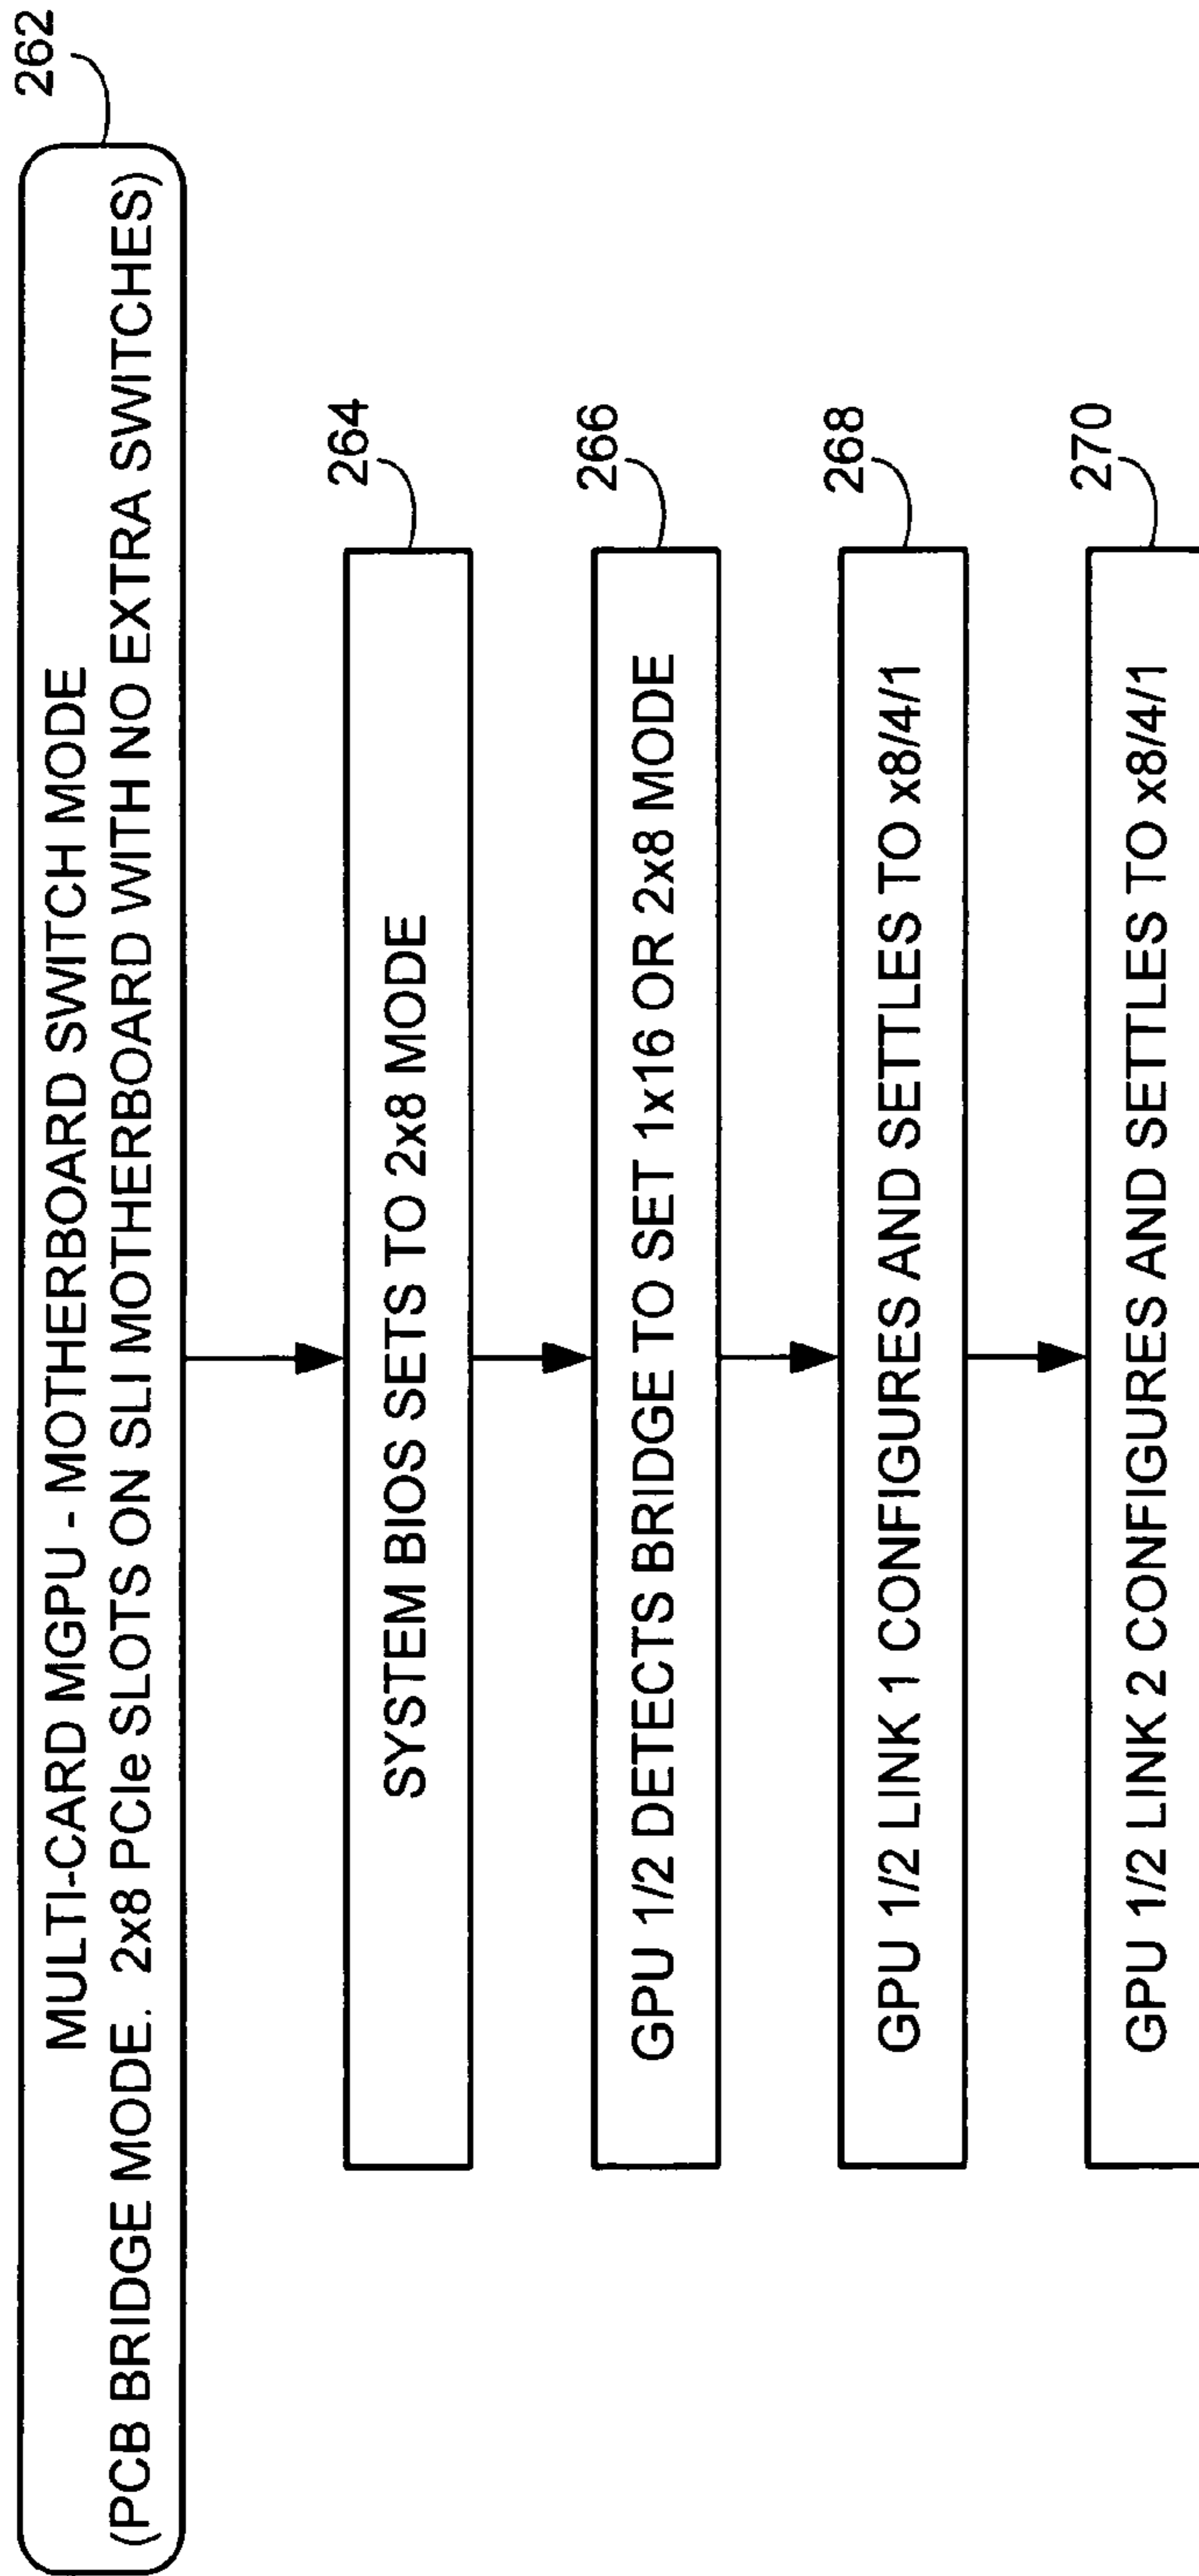 262
MULTI-CARD MGPU - MOTHERBOARD SWITCH MODE
(PCB BRIDGE MODE. 2x8 PCIe SLOTS ON SLI MOTHERBOARD WITH NO EXTRA SWITCHES)
264
SYSTEM BIOS SETS TO 2x8 MODE
266
GPU 1/2 DETECTS BRIDGE TO SET 1x16 OR 2x8 MODE
268
GPU 1/2 LINK 1 CONFIGURES AND SETTLES TO x8/4/1
270
GPU 1/2 LINK 2 CONFIGURES AND SETTLES TO x8/4/1